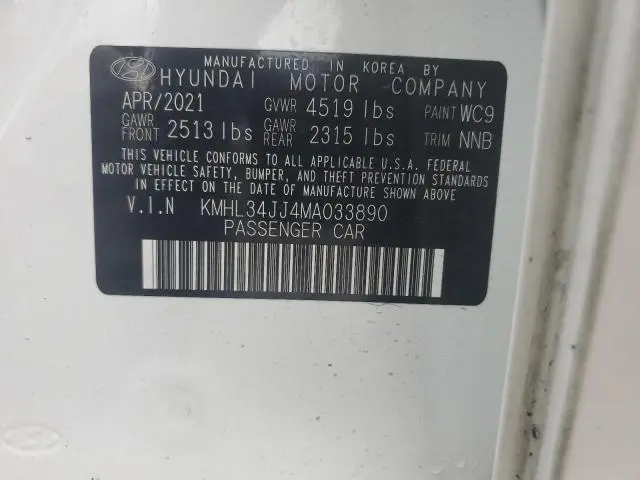 MANUFACTURED IN KOREA BY
HYUNDAI MOTOR COMPANY
APR/2021 GVWR 4519 lbs PAINT WC9
GAWR FRONT 2513 lbs GAWR REAR 2315 lbs TRIM NNB
THIS VEHICLE CONFORMS TO ALL APPLICABLE U.S.A. FEDERAL
MOTOR VEHICLE SAFETY, BUMPER, AND THEFT PREVENTION STANDARDS
IN EFFECT ON THE DATE OF MANUFACTURE SHOWN ABOVE
V.I.N KMHL34JJ4MA033890
PASSENGER CAR